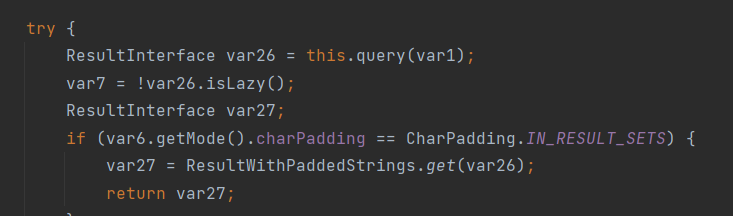 try {
ResultInterface var26 = this.query(var1);
var7 = !var26.isLazy();
ResultInterface var27;
if (var6.getMode().charPadding == CharPadding.IN_RESULT_SETS) {
var27 = ResultWithPaddedStrings.get(var26);
return var27;
}